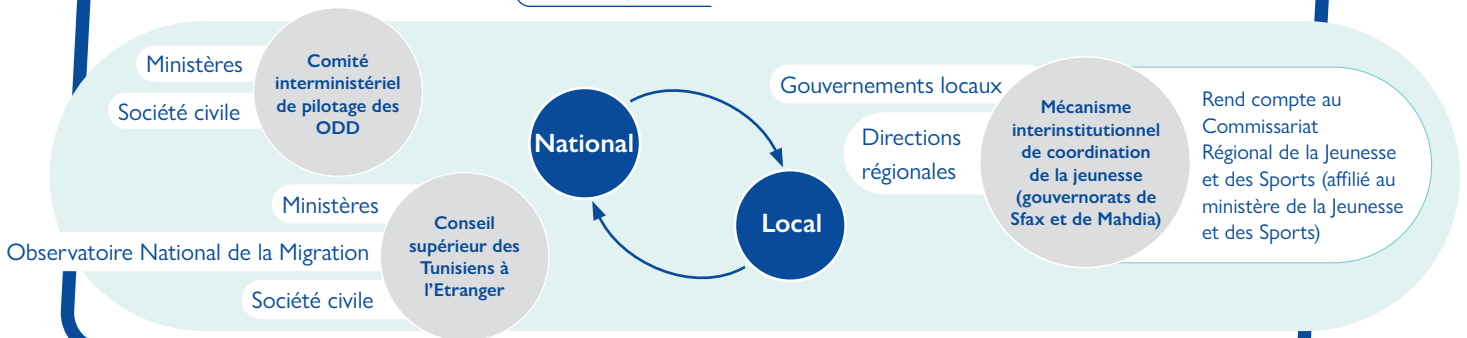 Ministères
Société civile
Comité
interministériel
de pilotage des
ODD
Ministères
Observatoire National de la Migration
Société civile
Conseil
supérieur des
Tunisiens à
l'Etranger
National
Local
Gouvernements locaux
Directions
régionales
Mécanisme
interinstitutionnel
de coordination
de la jeunesse
(gouvernorats de
Sfax et de Mahdia)
Rend compte au
Commissariat
Régional de la Jeunesse
et des Sports (affilié au
ministère de la Jeunesse
et des Sports)